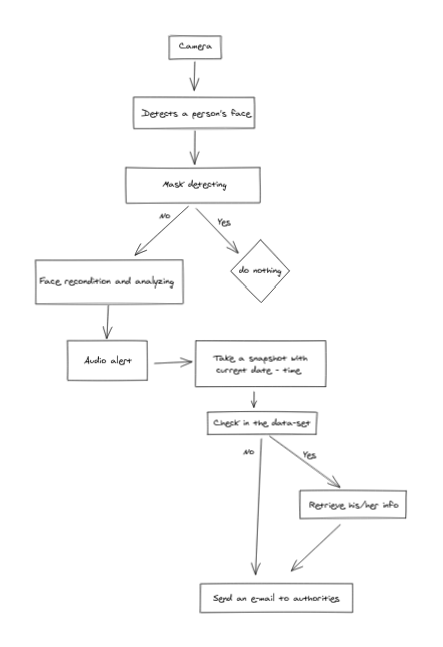 Camera
Detects a person's face
Mask detecting
No
Yes
do nothing
Face recondition and analyzing
Audio alert
Take a snapshot with
current date - time
Check in the data-set
No
Yes
Retrieve his/her info
Send an e-mail to authorities